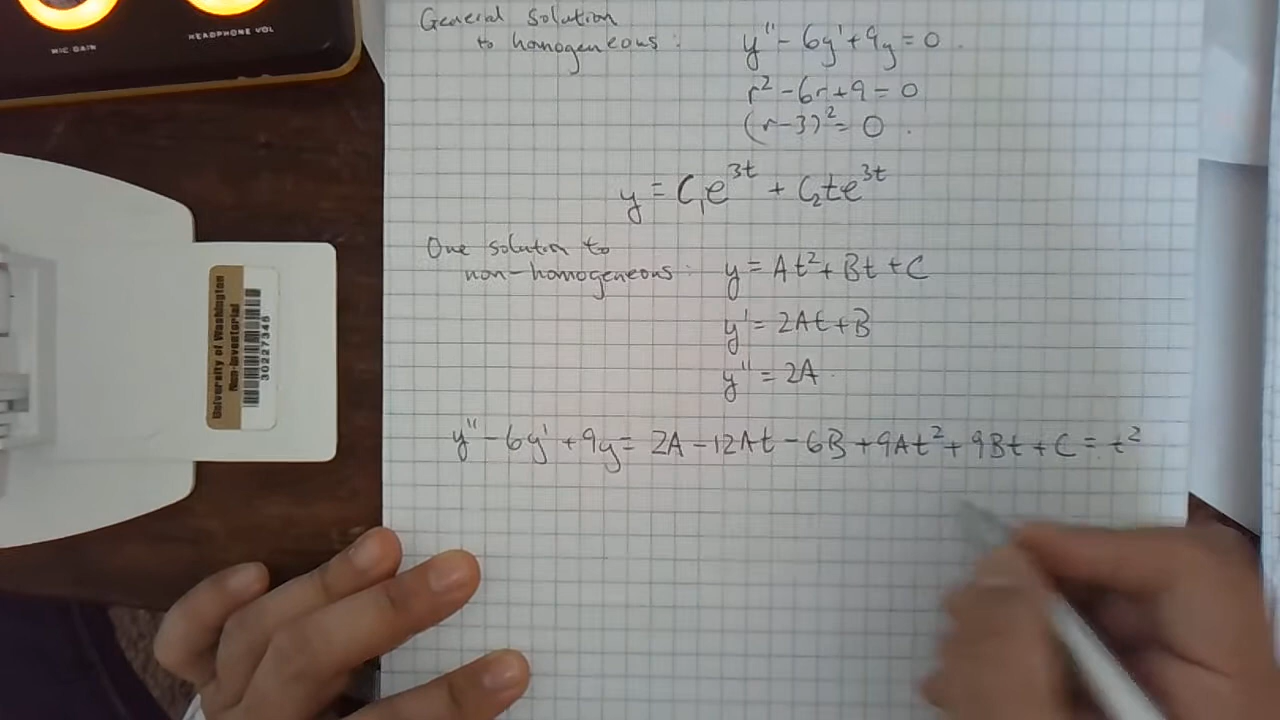 MIC GAIN
HEADPHONE VOL
General solution
to homogeneous:
y'' - 6y' + 9y = 0.
r² - 6r + 9 = 0
(r-3)² = 0.
y = C₁e^{3t} + C₂te^{3t}
One solution to
non-homogeneous:
y = At² + Bt + C
y' = 2At + B
y'' = 2A.
y'' - 6y' + 9y = 2A - 12At - 6B + 9At² + 9Bt + C = t²
University of Washington
Non-Inventorial
30227346